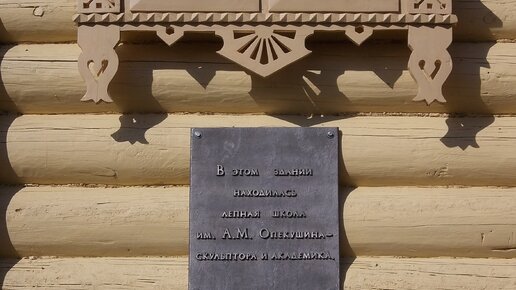 В этом здании
находилась
лепная школа
им. А.М. Опекушина–
скульптора и академика.